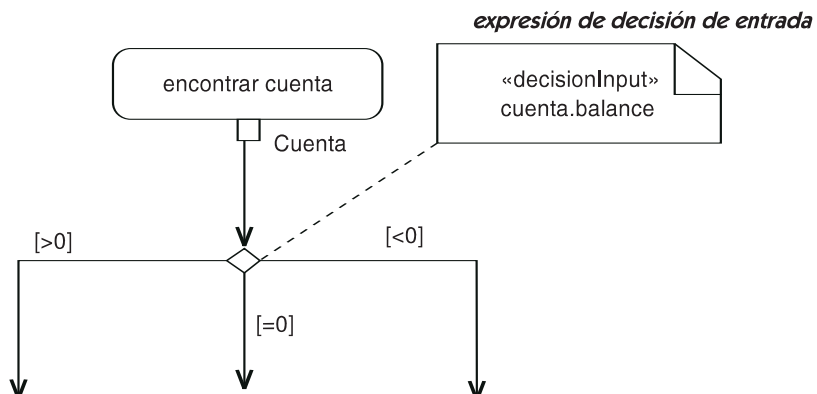 expresión de decisión de entrada
encontrar cuenta
«decisionInput»
cuenta.balance
Cuenta
[>0]
[<0]
[=0]